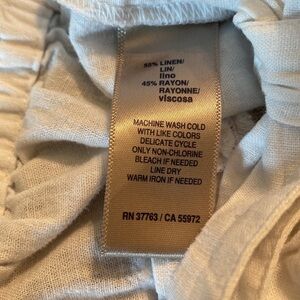 55% LINEN/
LIN/
lino
45% RAYON/
RAYONNE/
viscosa
MACHINE WASH COLD
WITH LIKE COLORS
DELICATE CYCLE
ONLY NON-CHLORINE
BLEACH IF NEEDED
LINE DRY
WARM IRON IF NEEDED
RN 37763 / CA 55972